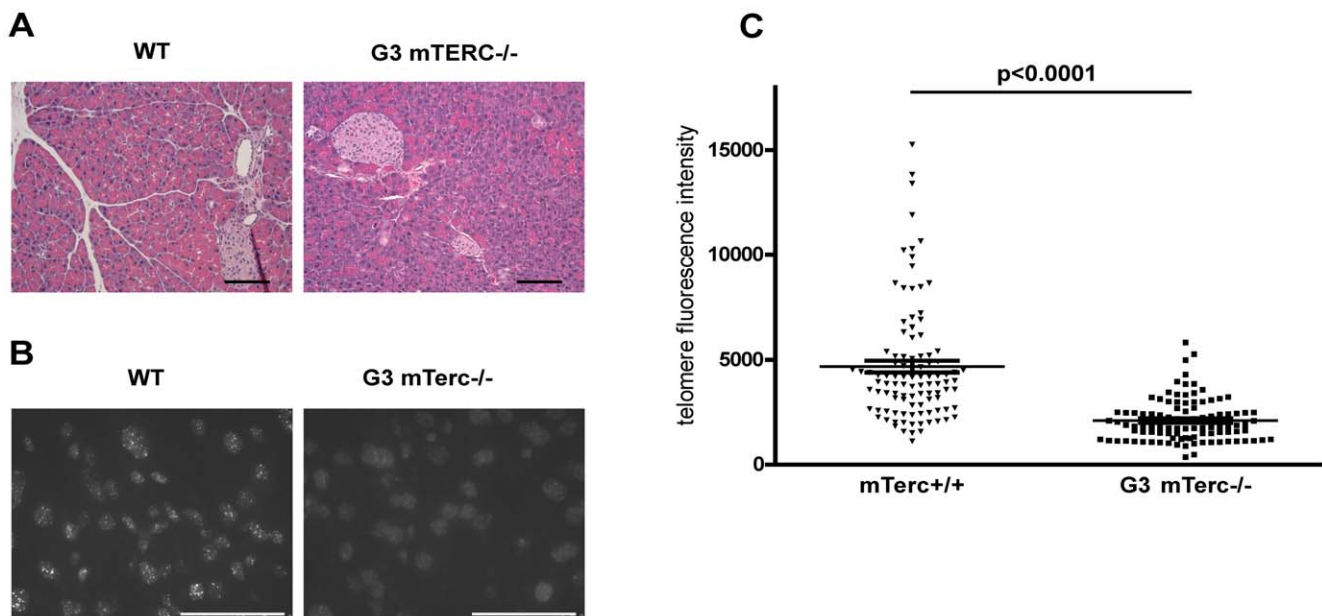 A
WT
G3 mTERC-/-
B
WT
G3 mTerc-/-
C
p<0.0001
telomere fluorescence intensity
15000
10000
5000
0
mTerc+/+
G3 mTerc-/-